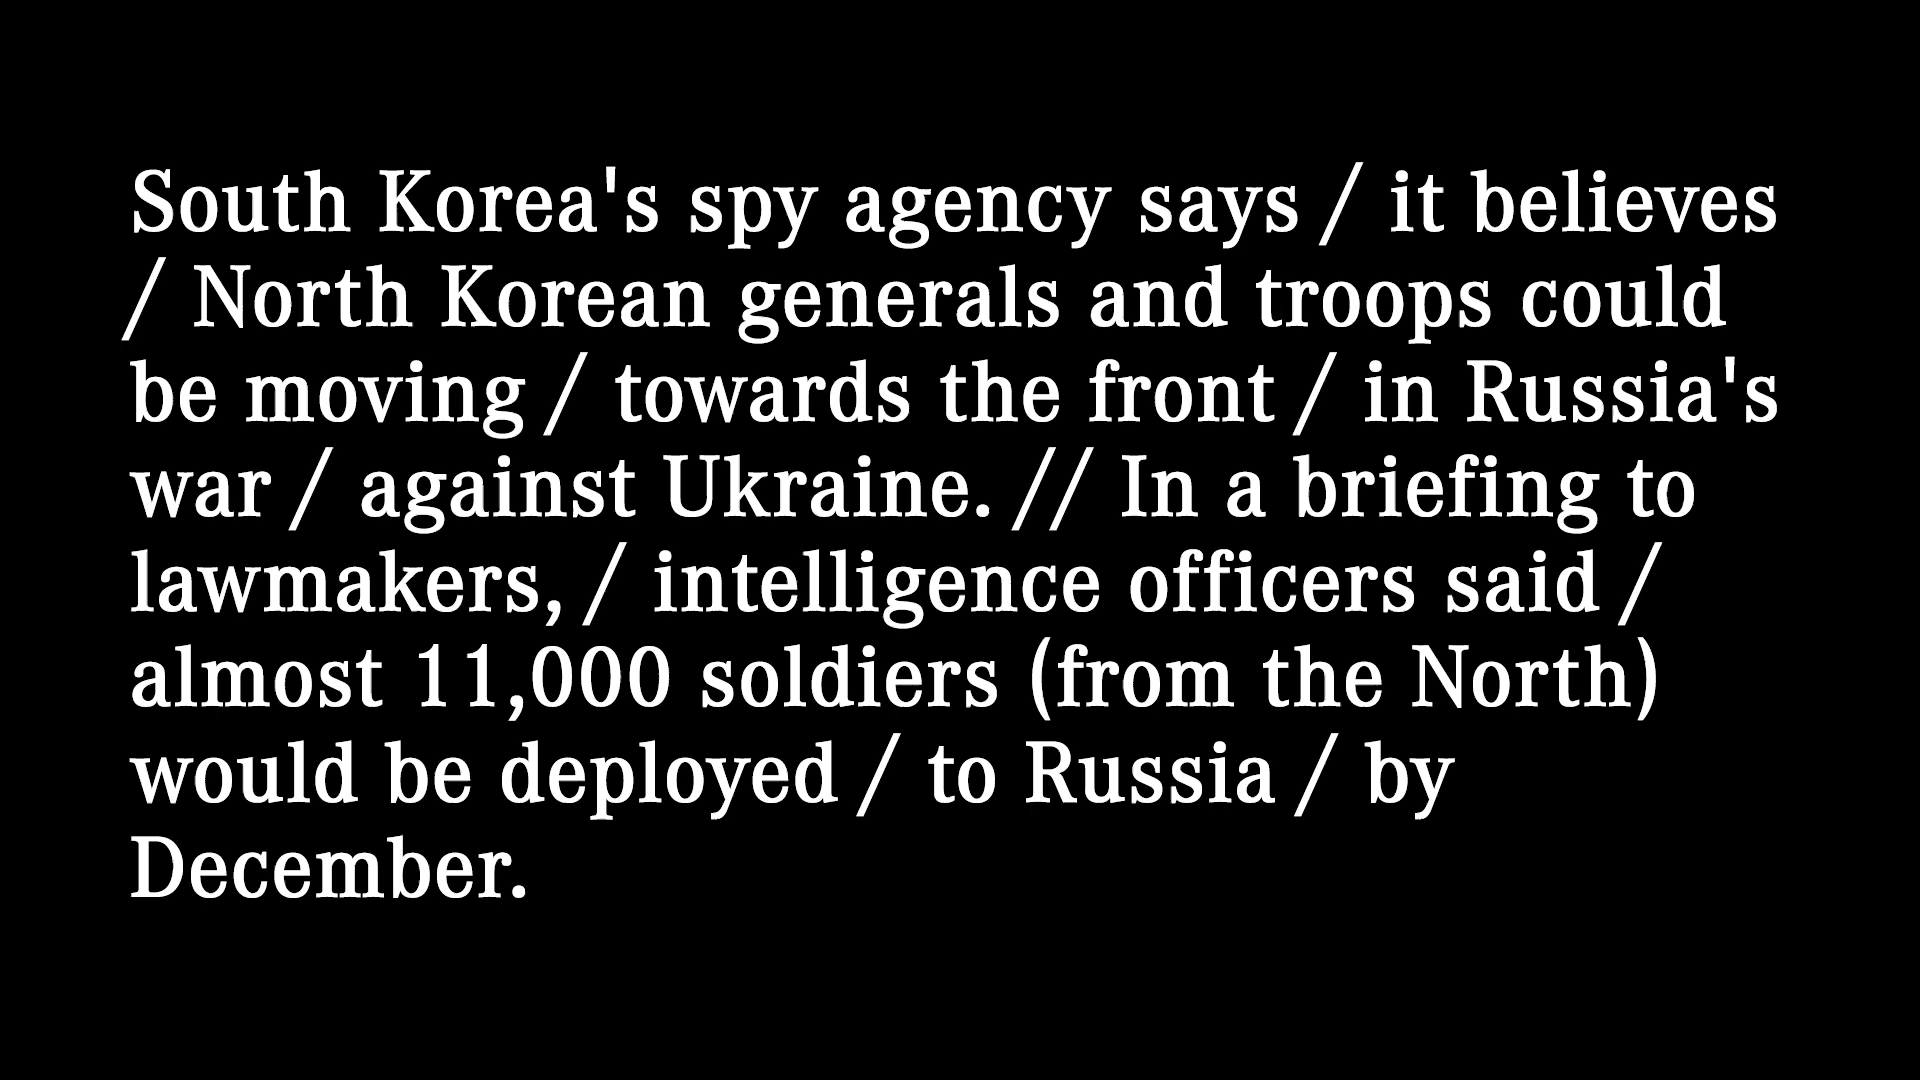 South Korea's spy agency says / it believes
/ North Korean generals and troops could
be moving / towards the front / in Russia's
war / against Ukraine. // In a briefing to
lawmakers, / intelligence officers said /
almost 11,000 soldiers (from the North)
would be deployed / to Russia / by
December.